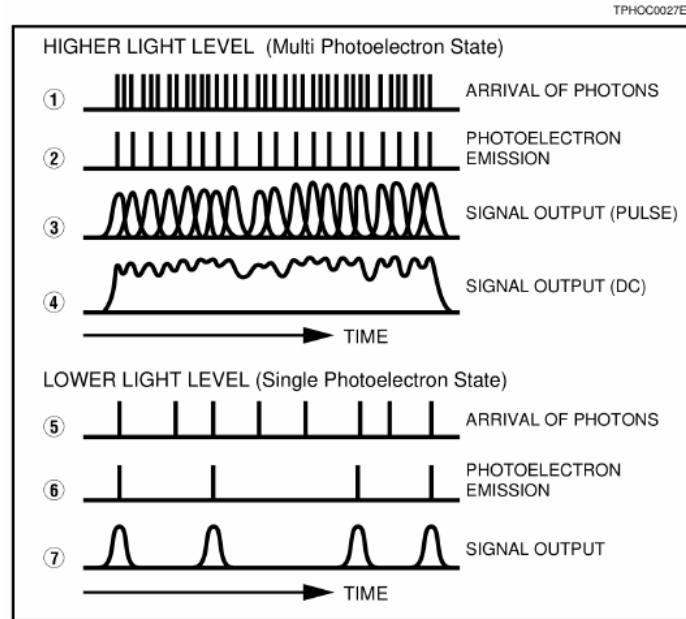 TPHOC0027E
HIGHER LIGHT LEVEL (Multi Photoelectron State)
① ARRIVAL OF PHOTONS
② PHOTOELECTRON
EMISSION
③ SIGNAL OUTPUT (PULSE)
④ SIGNAL OUTPUT (DC)
TIME
LOWER LIGHT LEVEL (Single Photoelectron State)
⑤ ARRIVAL OF PHOTONS
⑥ PHOTOELECTRON
EMISSION
⑦ SIGNAL OUTPUT
TIME